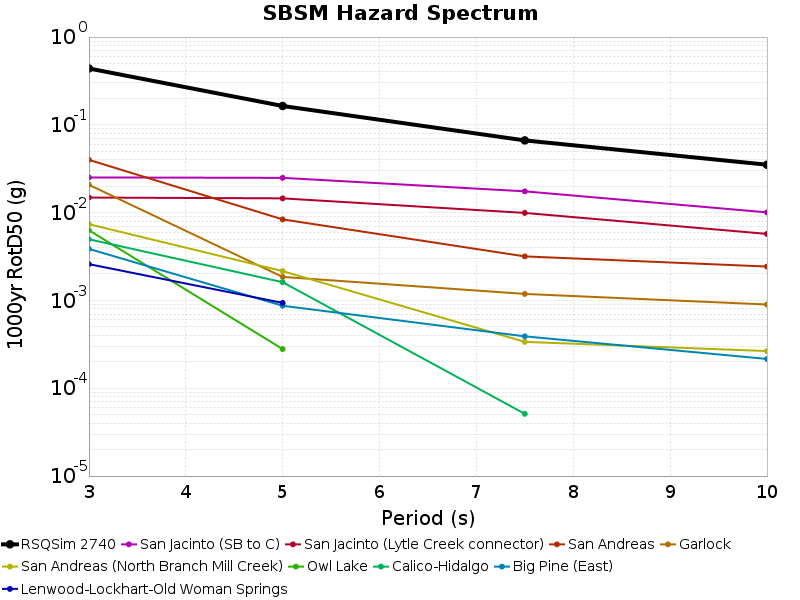 SBSM Hazard Spectrum
10^0
10^-1
10^-2
10^-3
10^-4
10^-5
1000yr RotD50 (g)
3 4 5 6 7 8 9 10
Period (s)
RSQSim 2740 San Jacinto (SB to C) San Jacinto (Lytle Creek connector) San Andreas Garlock
San Andreas (North Branch Mill Creek) Owl Lake Calico-Hidalgo Big Pine (East)
Lenwood-Lockhart-Old Woman Springs